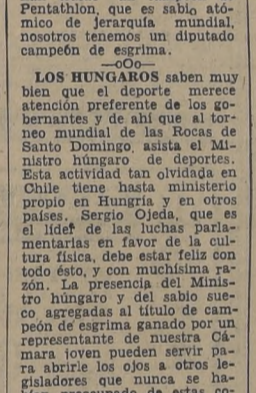 Pentathlon, que es sabio ató-
mico de jerarquía mundial,
nosotros tenemos un diputado
campeón de esgrima.
—oOo—
LOS HUNGAROS saben muy
bien que el deporte merece
atención preferente de los go-
bernantes y de ahí que al tor-
neo mundial de las Rocas de
Santo Domingo, asista el Mi-
nistro húngaro de deportes.
Esta actividad tan olvidada en
Chile tiene hasta ministerio
propio en Hungría y en otros
países. Sergio Ojeda, que es
el líder de las luchas parla-
mentarias en favor de la cul-
tura física, debe estar feliz con
todo ésto, y con muchísima ra-
zón. La presencia del Minis-
tro húngaro y del sabio sue-
co, agregadas al título de cam-
peón de esgrima ganado por un
representante de nuestra Cá-
mara joven pueden servir pa-
ra abrirle los ojos a otros le-
gisladores que nunca se ha-